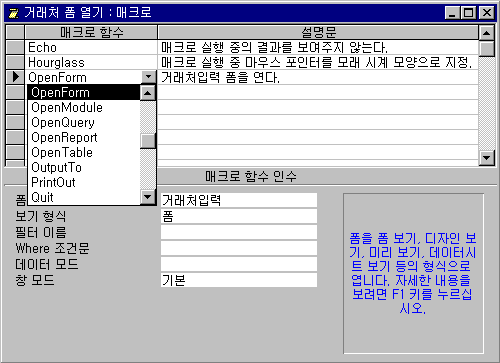 거래처 폼 열기 : 매크로
매크로 함수 설명문
Echo 매크로 실행 중의 결과를 보여주지 않는다.
Hourglass 매크로 실행 중 마우스 포인터를 모래 시계 모양으로 지정.
OpenForm 거래처입력 폼을 연다.
OpenForm
OpenModule
OpenQuery
OpenReport
OpenTable
OutputTo
PrintOut
Quit
매크로 함수 인수
폼 거래처입력
보기 형식 폼
필터 이름
Where 조건문
데이터 모드
창 모드 기본
폼을 폼 보기, 디자인 보
기, 미리 보기, 데이터시
트 보기 등의 형식으로
엽니다. 자세한 내용을
보려면 F1 키를 누르십
시오.